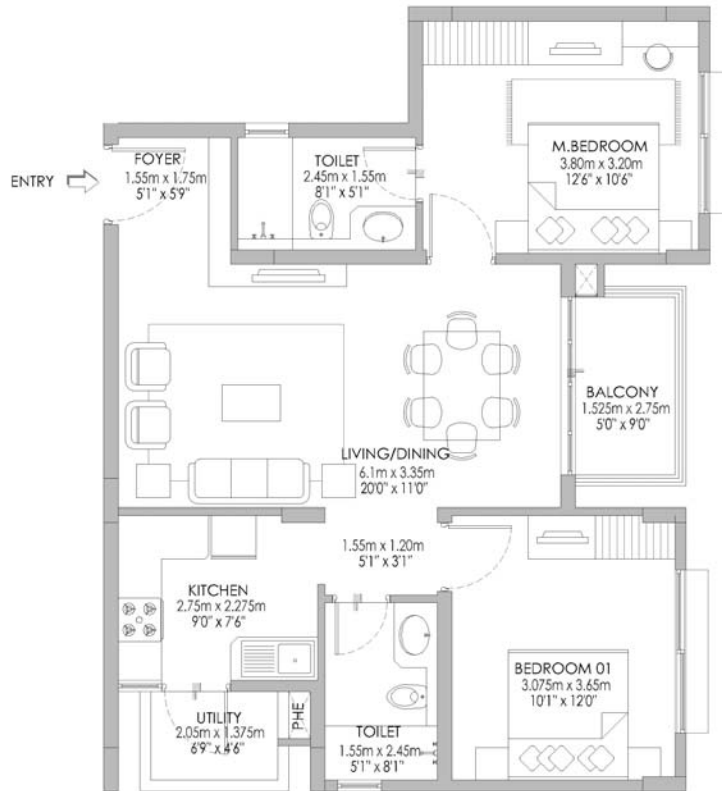 ENTRY
FOYER
1.55m x 1.75m
5'1" x 5'9"
TOILET
2.45m x 1.55m
8'1" x 5'1"
M.BEDROOM
3.80m x 3.20m
12'6" x 10'6"
BALCONY
1.525m x 2.75m
5'0" x 9'0"
LIVING/DINING
6.1m x 3.35m
20'0" x 11'0"
1.55m x 1.20m
5'1" x 3'1"
KITCHEN
2.75m x 2.275m
9'0" x 7'6"
BEDROOM 01
3.075m x 3.65m
10'1" x 12'0"
UTILITY
2.05m x 1.375m
6'9" x 4'6"
PHE
TOILET
1.55m x 2.45m
5'1" x 8'1"